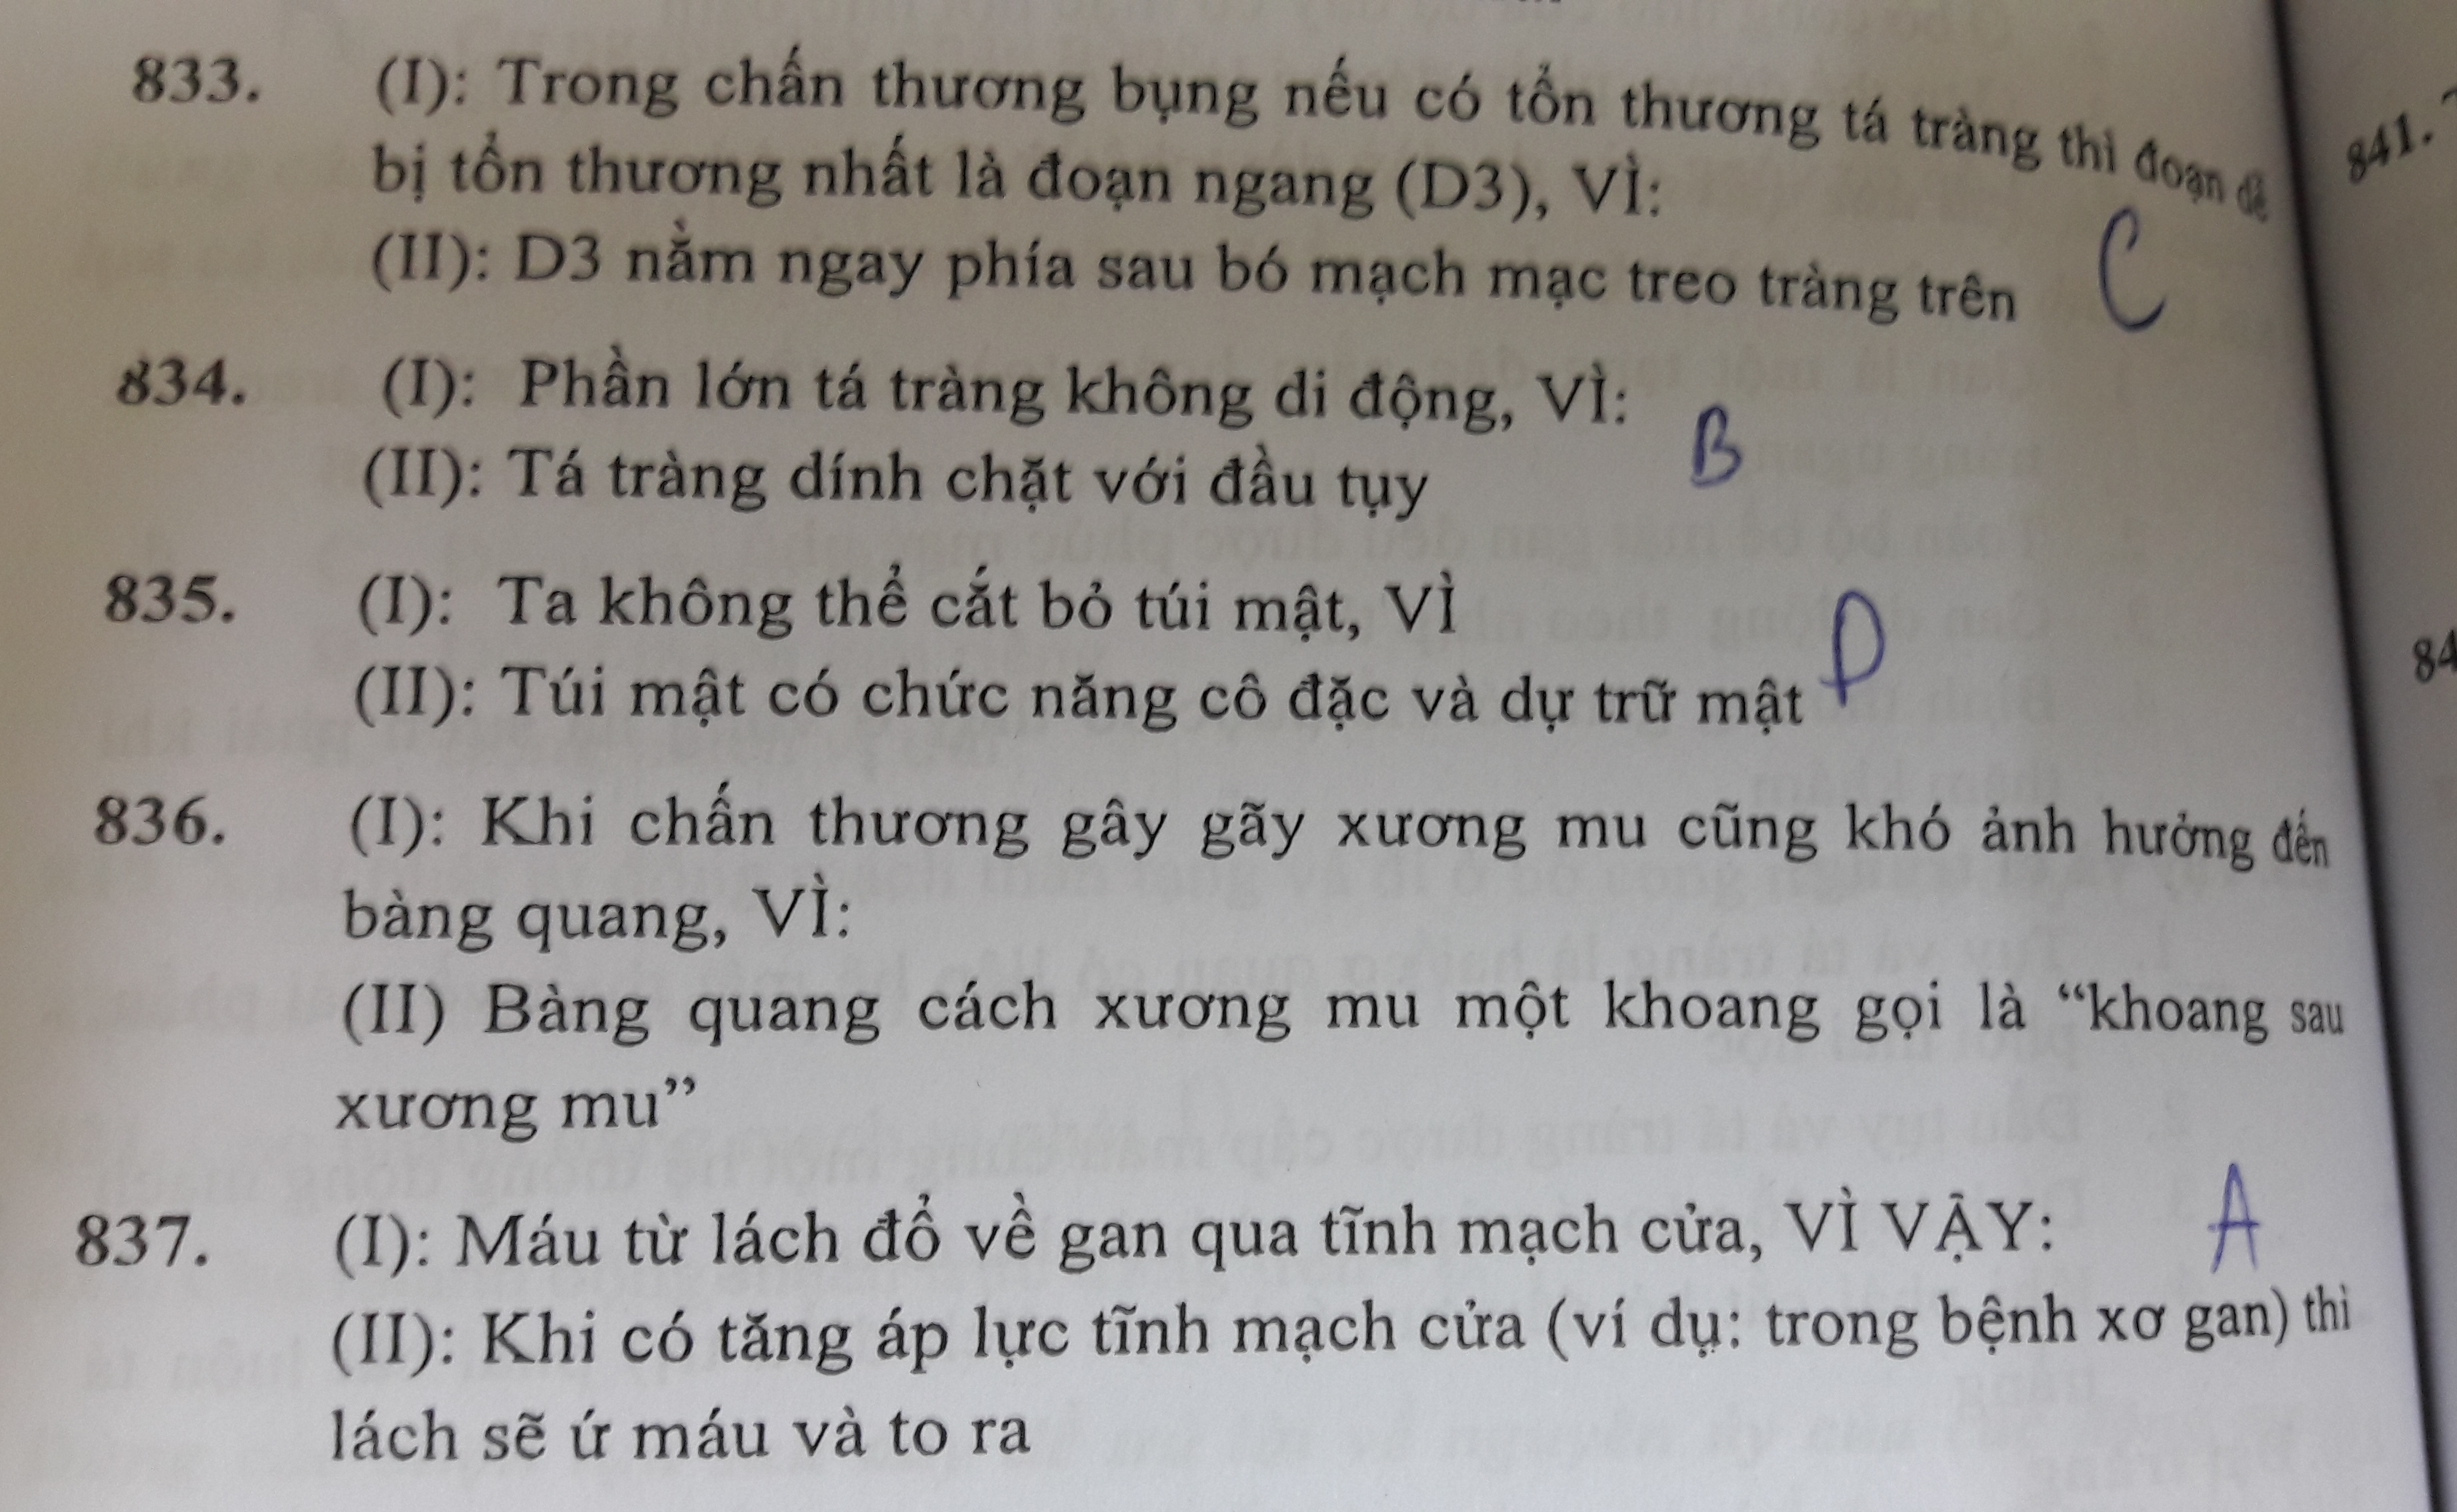 833. (I): Trong chấn thương bụng nếu có tổn thương tá tràng thì đoạn dễ
bị tổn thương nhất là đoạn ngang (D3), VÌ:
(II): D3 nằm ngay phía sau bó mạch mạc treo tràng trên C
834. (I): Phần lớn tá tràng không di động, VÌ:
B
(II): Tá tràng dính chặt với đầu tụy
835. (I): Ta không thể cắt bỏ túi mật, VÌ
(II): Túi mật có chức năng cô đặc và dự trữ mật D
836. (I): Khi chấn thương gây gãy xương mu cũng khó ảnh hưởng đến
bàng quang, VÌ:
(II) Bàng quang cách xương mu một khoang gọi là “khoang sau
xương mu”
837. (I): Máu từ lách đổ về gan qua tĩnh mạch cửa, VÌ VẬY: A
(II): Khi có tăng áp lực tĩnh mạch cửa (ví dụ: trong bệnh xơ gan) thì
lách sẽ ứ máu và to ra
841.
84